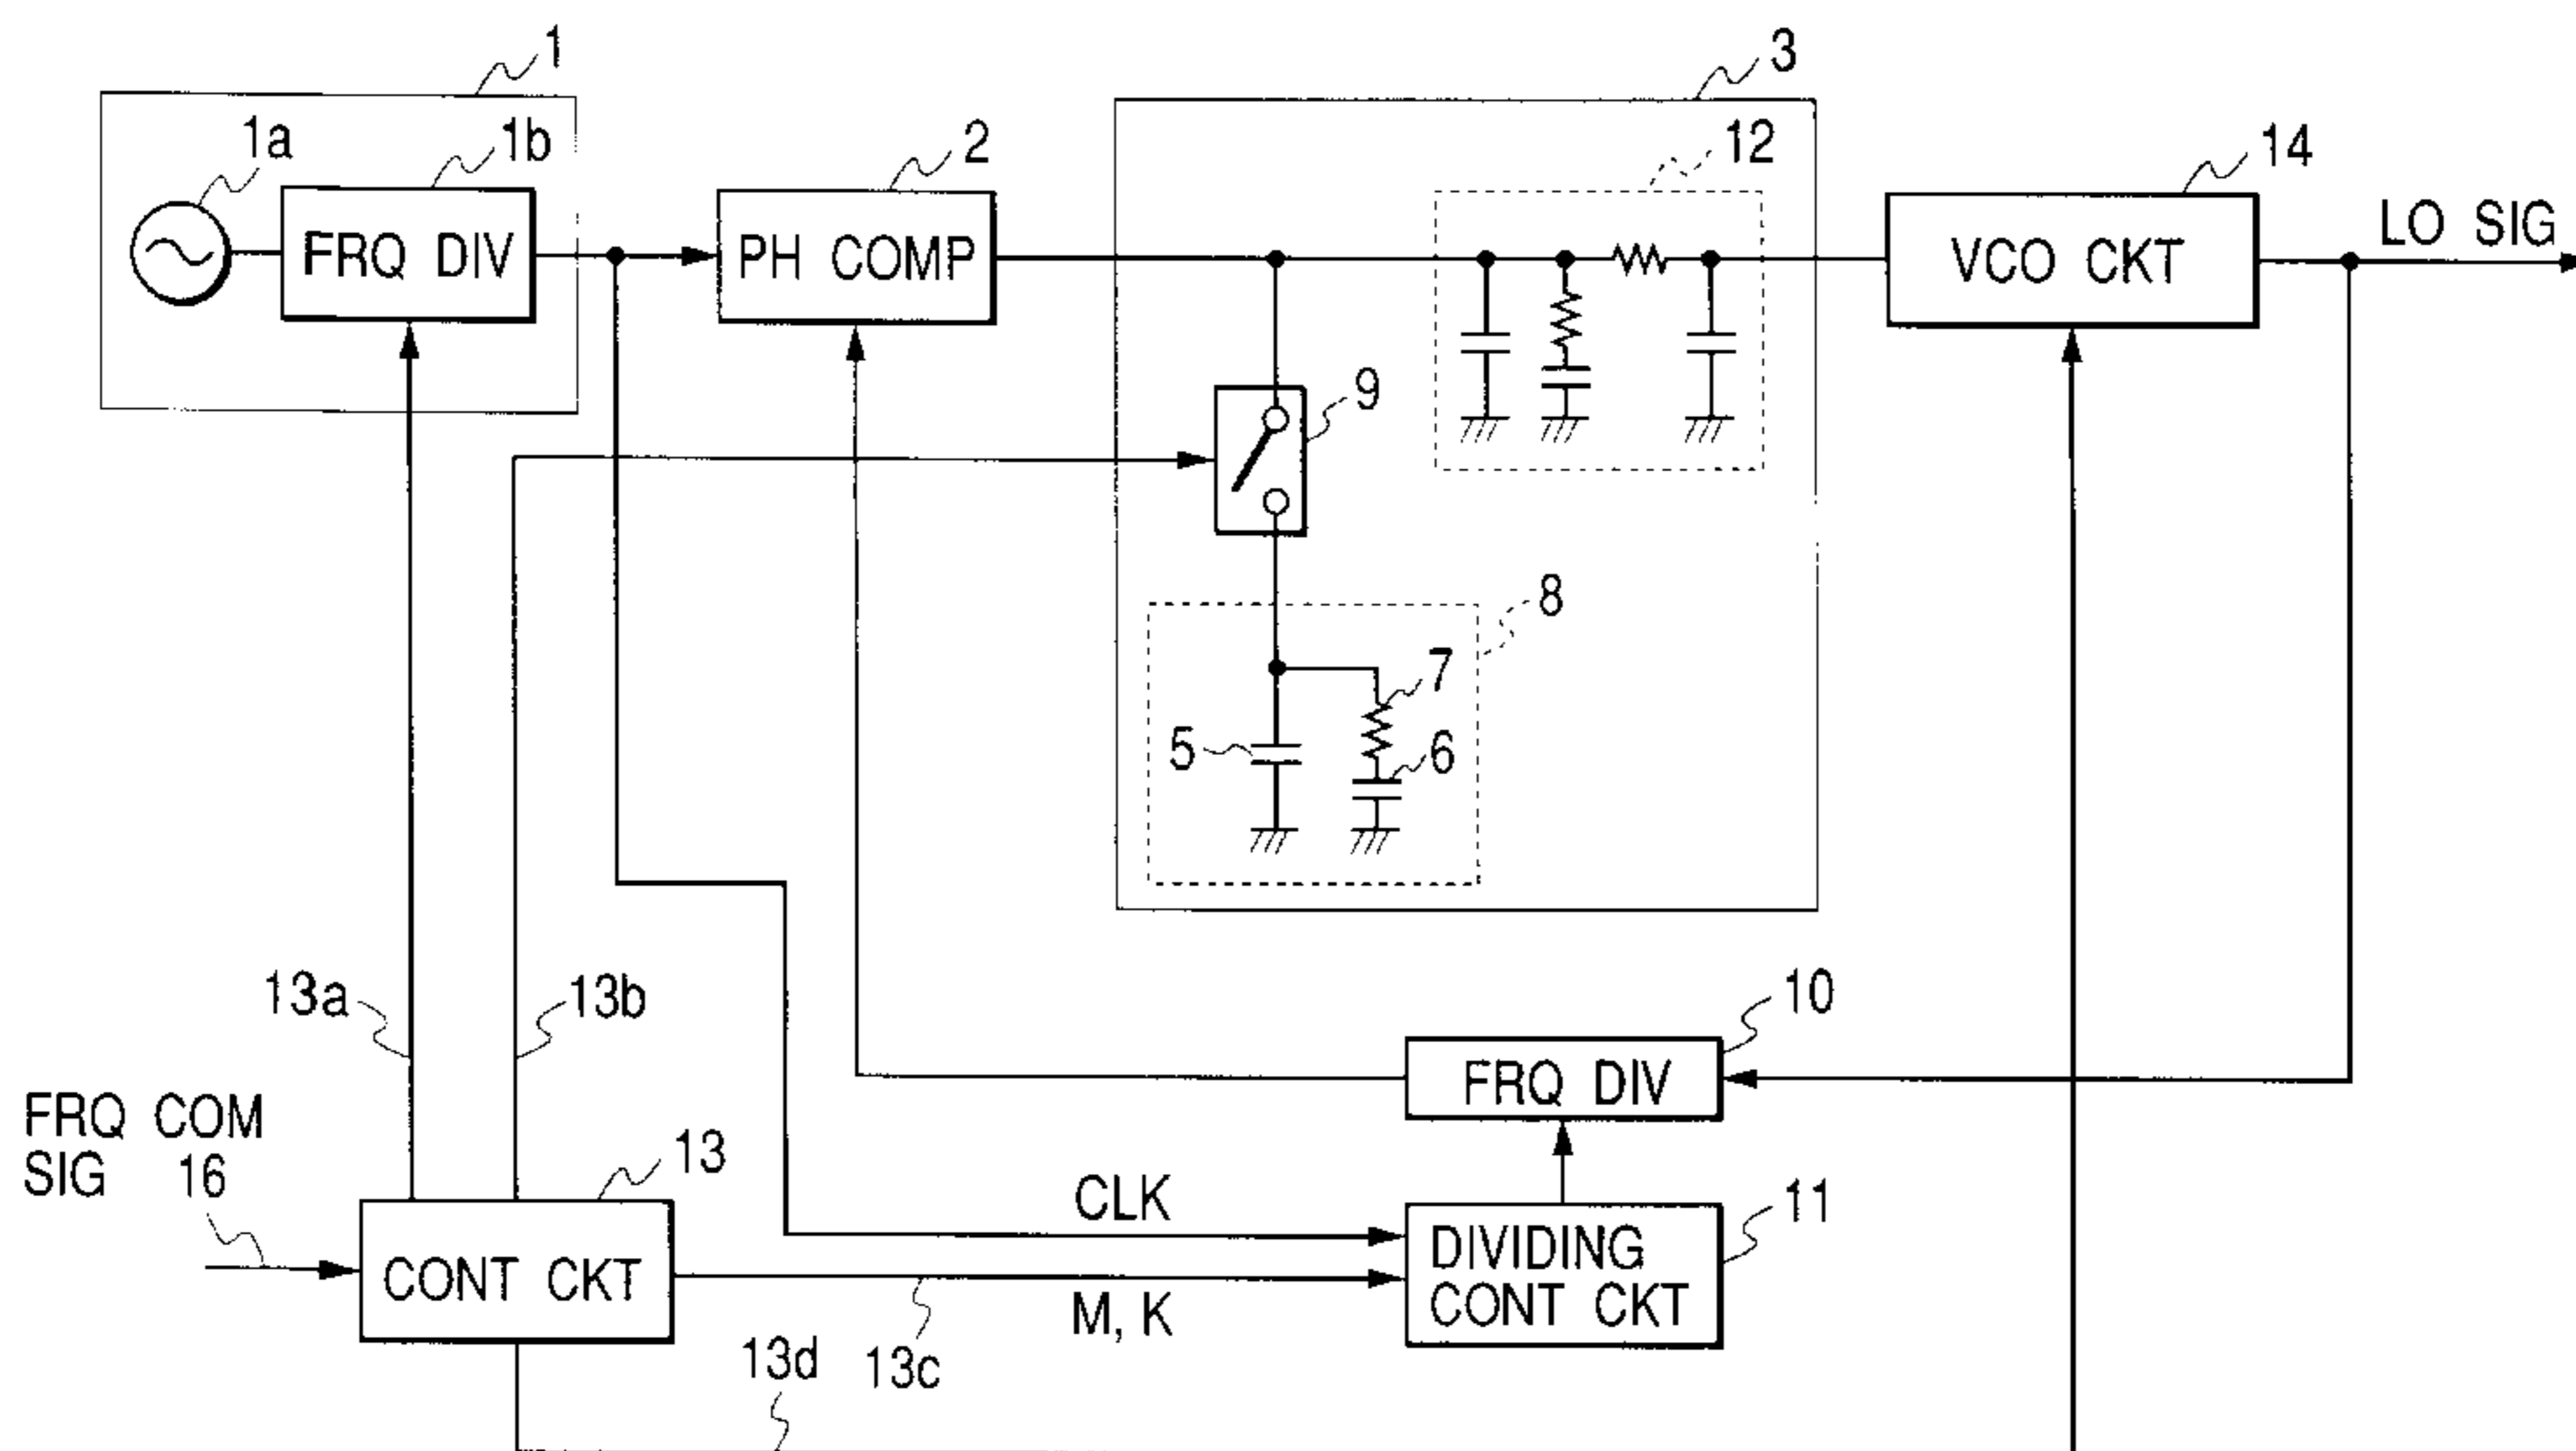 1
3
1a
1b
2
12
14
FRQ DIV
PH COMP
VCO CKT
LO SIG
9
8
7
5
6
13a
13b
10
FRQ DIV
FRQ COM
SIG 16
13
CLK
11
CONT CKT
DIVIDING
CONT CKT
M, K
13d
13c